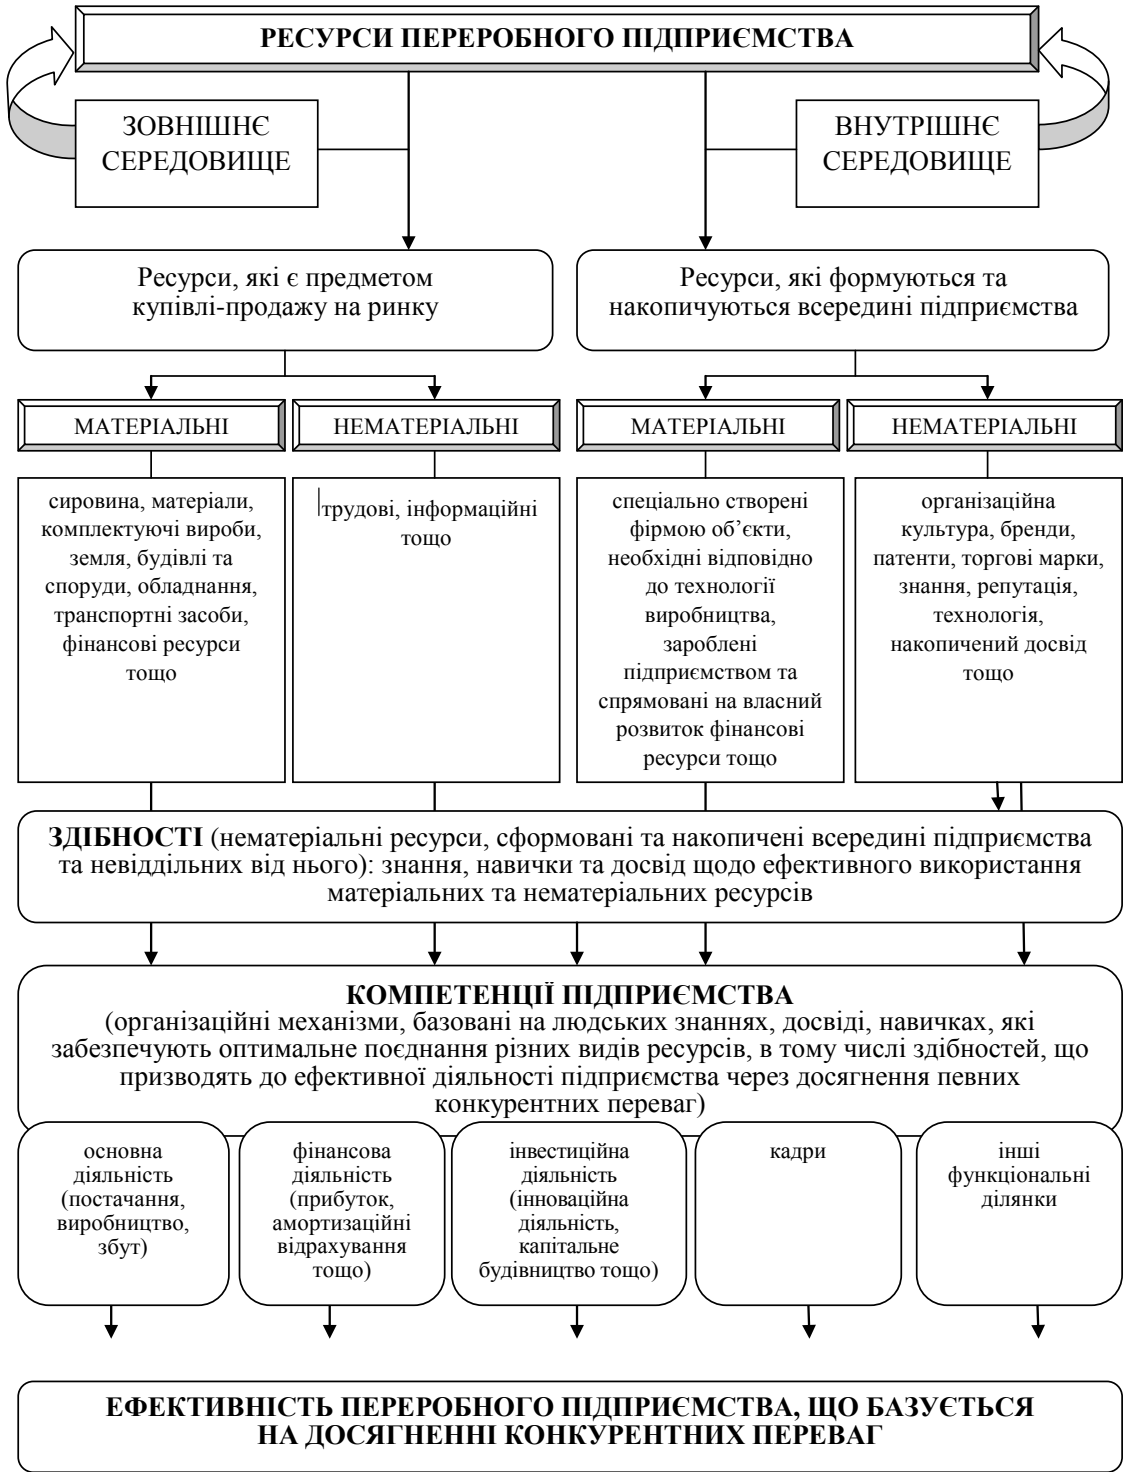 РЕСУРСИ ПЕРЕРОБНОГО ПІДПРИЄМСТВА
ЗОВНІШНЄ
СЕРЕДОВИЩЕ
ВНУТРІШНЄ
СЕРЕДОВИЩЕ
Ресурси, які є предметом
купівлі-продажу на ринку
Ресурси, які формуються та
накопичуються всередині підприємства
МАТЕРІАЛЬНІ
НЕМАТЕРІАЛЬНІ
МАТЕРІАЛЬНІ
НЕМАТЕРІАЛЬНІ
сировина, матеріали,
комплектуючі вироби,
земля, будівлі та
споруди, обладнання,
транспортні засоби,
фінансові ресурси
тощо
трудові, інформаційні
тощо
спеціально створені
фірмою об’єкти,
необхідні відповідно
до технології
виробництва,
зароблені
підприємством та
спрямовані на власний
розвиток фінансові
ресурси тощо
організаційна
культура, бренди,
патенти, торгові марки,
знання, репутація,
технологія,
накопичений досвід
тощо
ЗДІБНОСТІ (нематеріальні ресурси, сформовані та накопичені всередині підприємства
та невіддільних від нього): знання, навички та досвід щодо ефективного використання
матеріальних та нематеріальних ресурсів
КОМПЕТЕНЦІЇ ПІДПРИЄМСТВА
(організаційні механізми, базовані на людських знаннях, досвіді, навичках, які
забезпечують оптимальне поєднання різних видів ресурсів, в тому числі здібностей, що
призводять до ефективної діяльності підприємства через досягнення певних
конкурентних переваг)
основна
діяльність
(постачання,
виробництво,
збут)
фінансова
діяльність
(прибуток,
амортизаційні
відрахування
тощо)
інвестиційна
діяльність
(інноваційна
діяльність,
капітальне
будівництво тощо)
кадри
інші
функціональні
ділянки
ЕФЕКТИВНІСТЬ ПЕРЕРОБНОГО ПІДПРИЄМСТВА, ЩО БАЗУЄТЬСЯ
НА ДОСЯГНЕННІ КОНКУРЕНТНИХ ПЕРЕВАГ